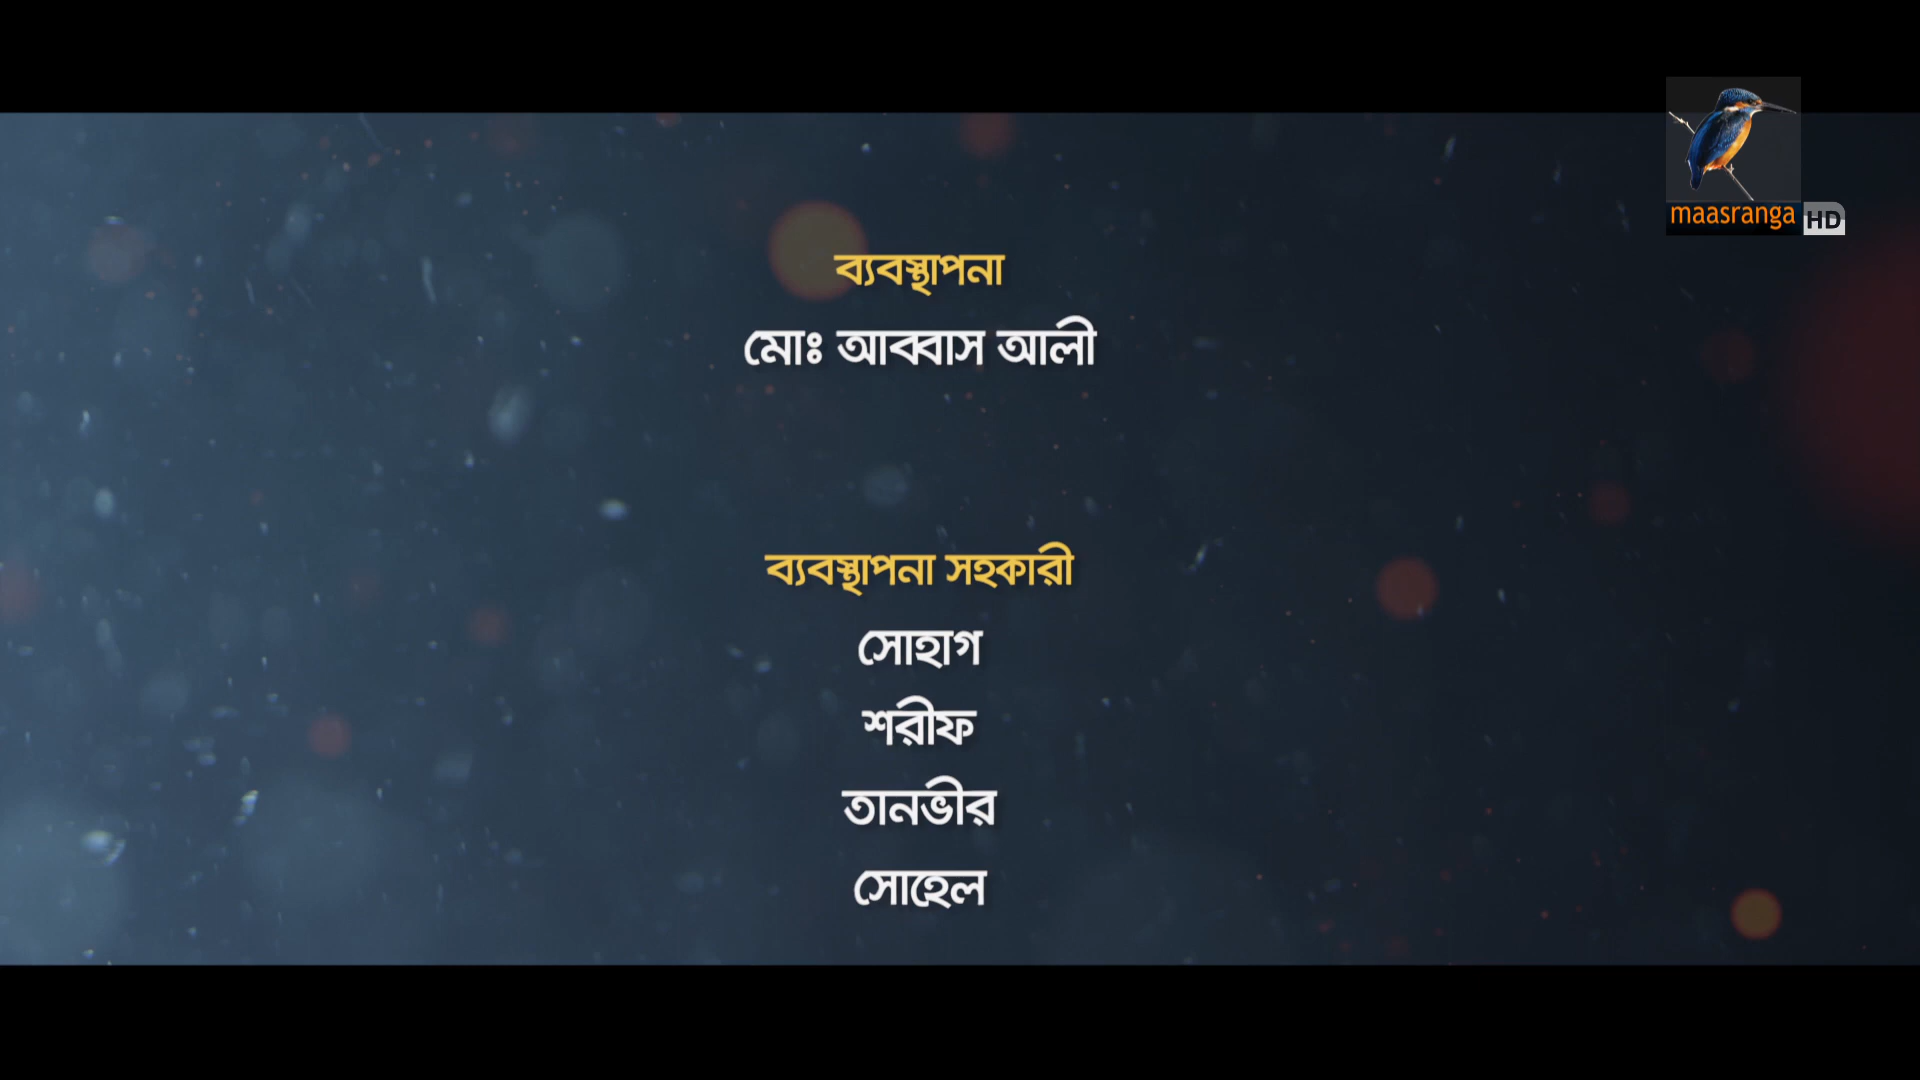 maasranga HD
ব্যবস্থাপনা
মোঃ আব্বাস আলী
ব্যবস্থাপনা সহকারী
সোহাগ
শরীফ
তানভীর
সোহেল